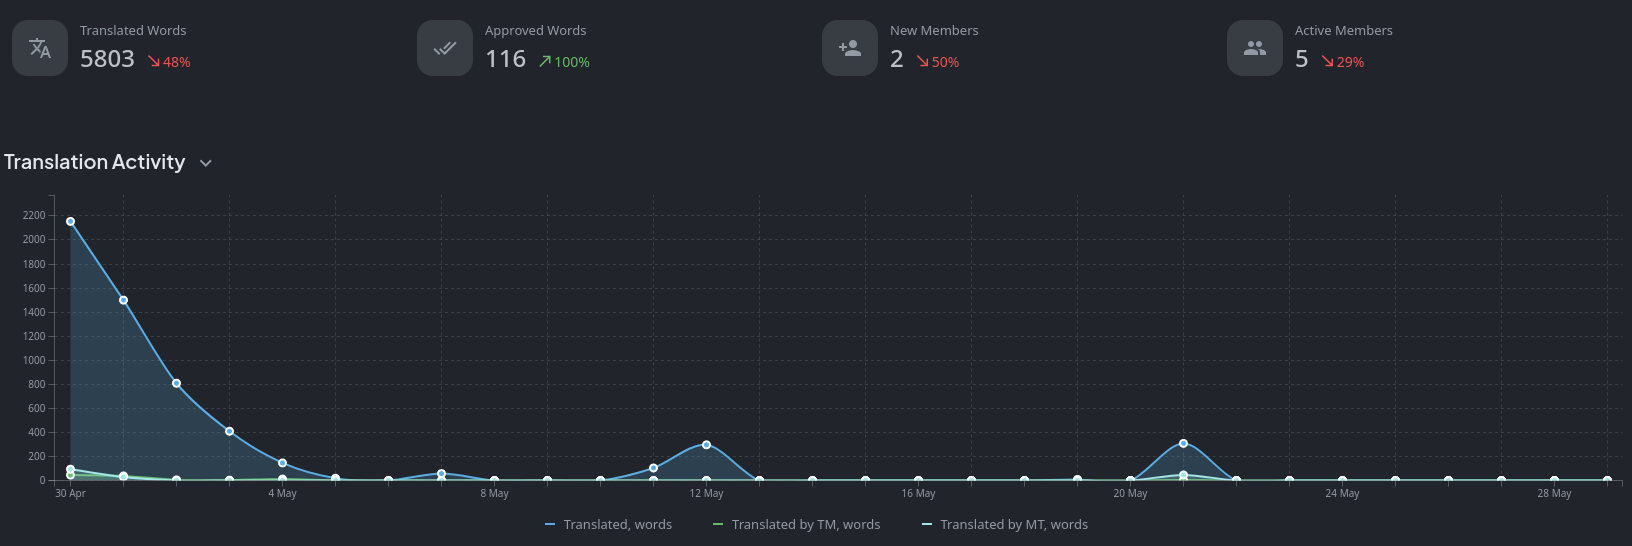 Translated Words
5803 48%
Approved Words
116 100%
New Members
2 50%
Active Members
5 29%
Translation Activity
2200
2000
1800
1600
1400
1200
1000
800
600
400
200
0
30 Apr 4 May 8 May 12 May 16 May 20 May 24 May 28 May
Translated, words Translated by TM, words Translated by MT, words